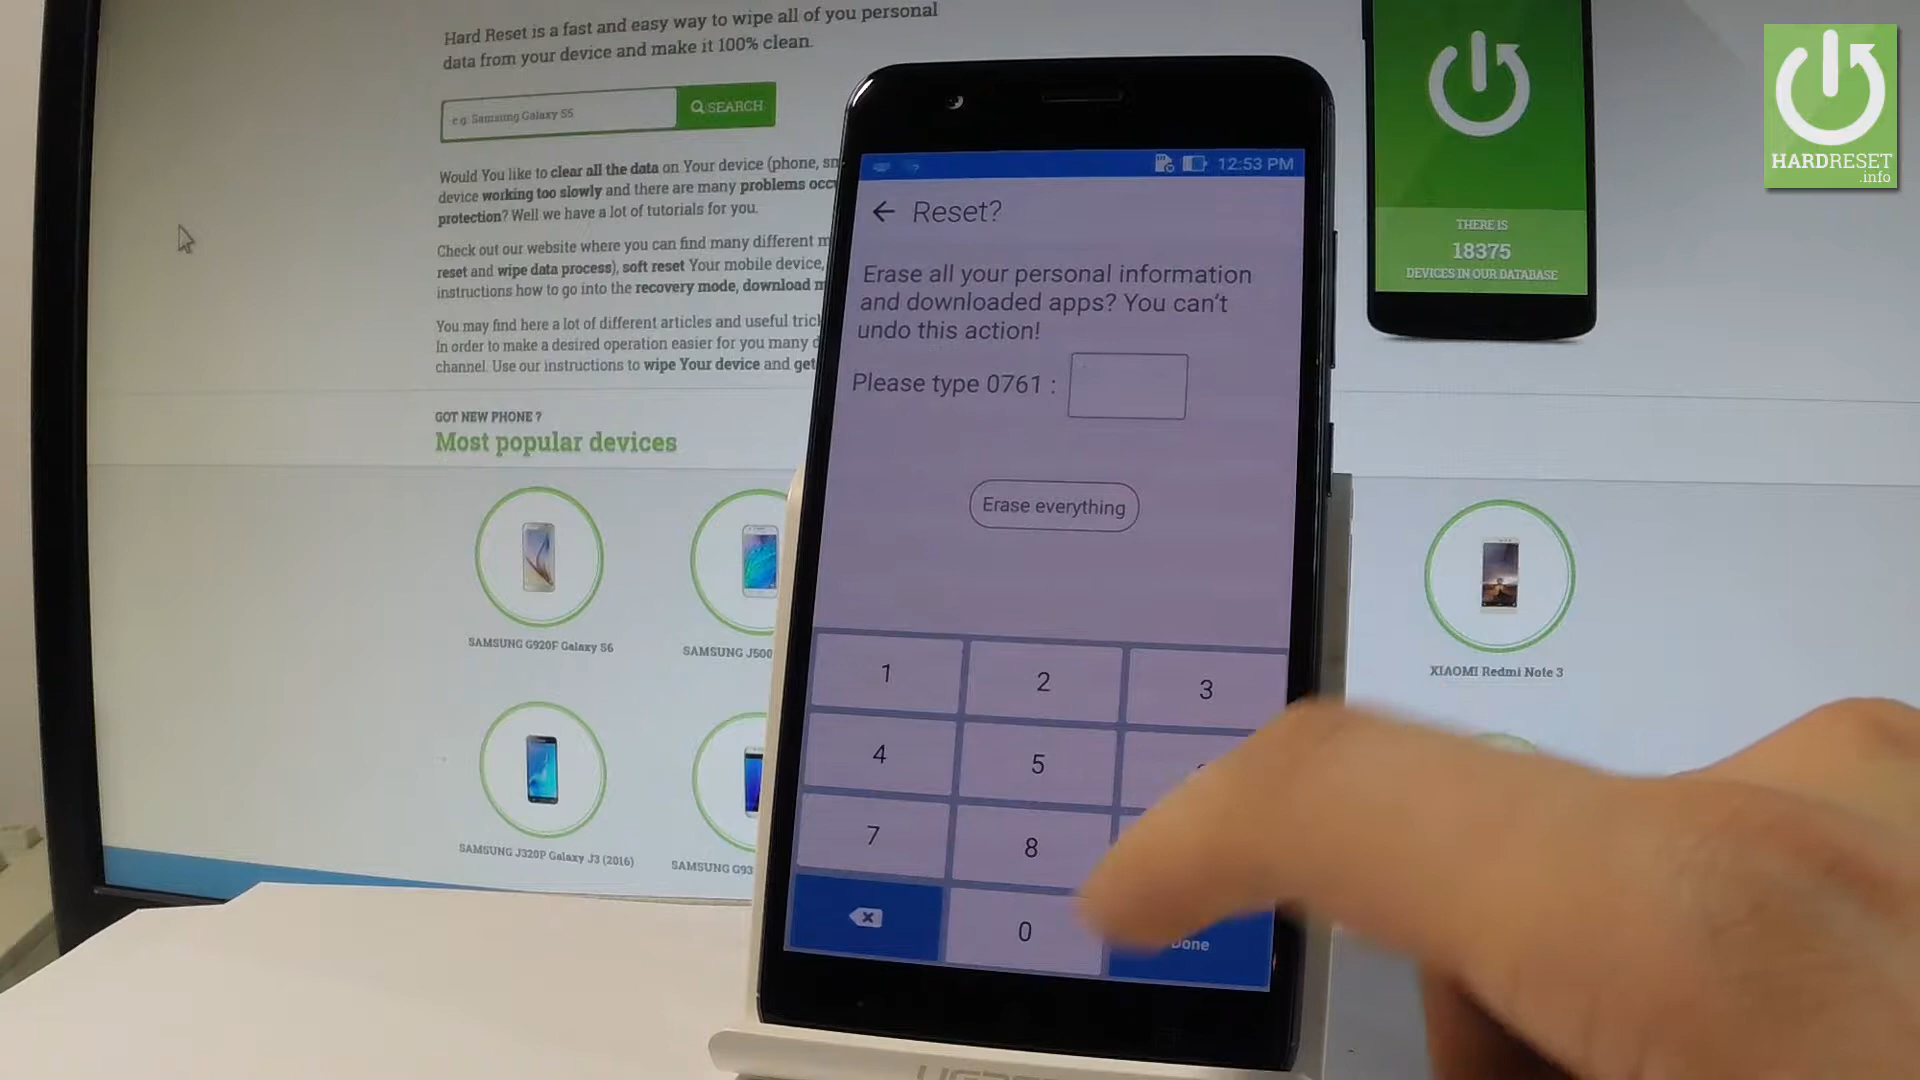 Hard Reset is a fast and easy way to wipe all of you personal
data from your device and make it 100% clean.
e.g. Samsung Galaxy S5
SEARCH
Would You like to clear all the data on Your device (phone,
device working too slowly and there are many problems
protection? Well we have a lot of tutorials for you.
Check out our website where you can find many different
reset and wipe data process), soft reset Your mobile device,
instructions how to go into the recovery mode, download
You may find here a lot of different articles and useful
In order to make a desired operation easier for you many
channel. Use our instructions to wipe Your device and get
GOT NEW PHONE ?
Most popular devices
SAMSUNG G920F Galaxy S6
SAMSUNG J500
XIAOMI Redmi Note 3
SAMSUNG J320P Galaxy J3 (2016)
SAMSUNG G93
THERE IS
18375
DEVICES IN OUR DATABASE
HARDRESET
.info
12:53 PM
Reset?
Erase all your personal information
and downloaded apps? You can't
undo this action!
Please type 0761 :
Erase everything
1 2 3
4 5
7 8
0 Done